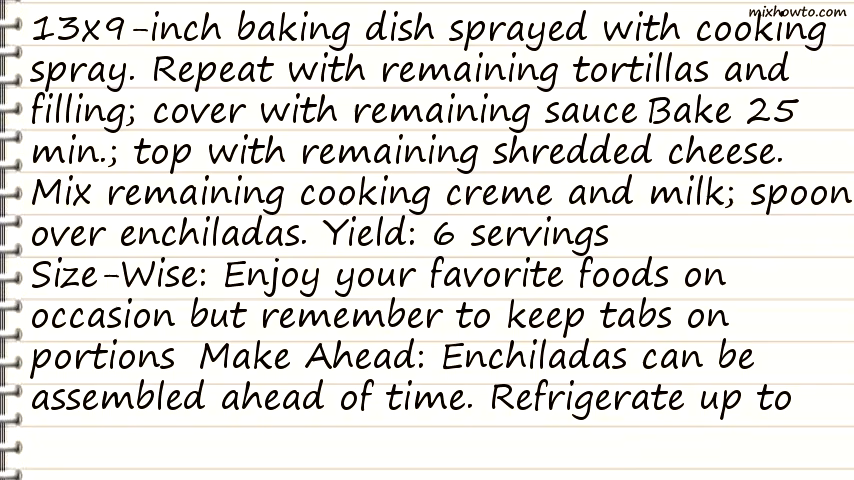 mixhowto.com
13x9-inch baking dish sprayed with cooking
spray. Repeat with remaining tortillas and
filling; cover with remaining sauce Bake 25
min.; top with remaining shredded cheese.
Mix remaining cooking creme and milk; spoon
over enchiladas. Yield: 6 servings
Size-Wise: Enjoy your favorite foods on
occasion but remember to keep tabs on
portions  Make Ahead: Enchiladas can be
assembled ahead of time. Refrigerate up to